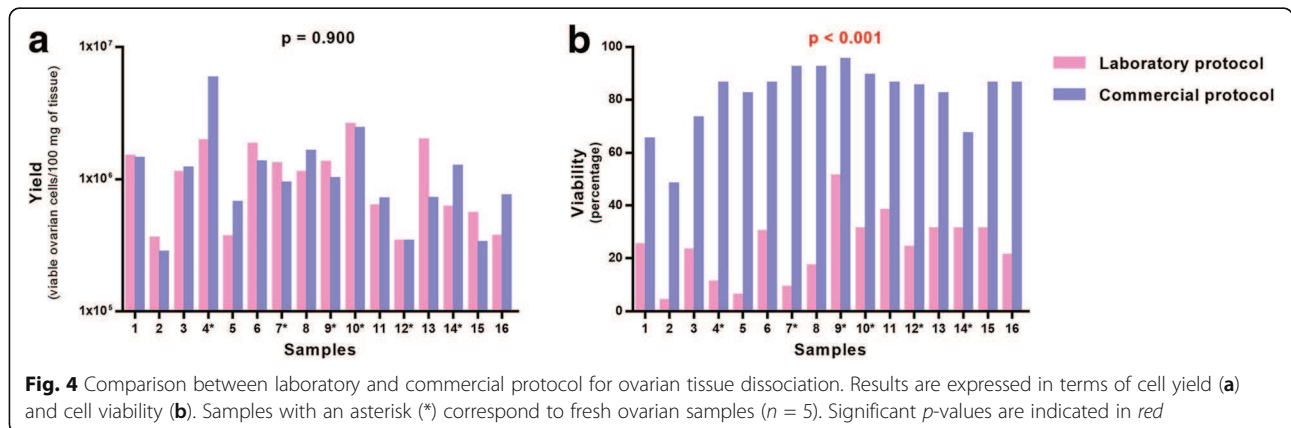 a
p = 0.900
1x10⁷
1x10⁶
1x10⁵
Yield
(viable ovarian cells/100 mg of tissue)
1 2 3 4* 5 6 7* 8 9* 10* 11 12* 13 14* 15 16
Samples
b
p < 0.001
100
80
60
40
20
0
Viability
(percentage)
1 2 3 4* 5 6 7* 8 9* 10* 11 12* 13 14* 15 16
Samples
Laboratory protocol
Commercial protocol
Fig. 4 Comparison between laboratory and commercial protocol for ovarian tissue dissociation. Results are expressed in terms of cell yield (a)
and cell viability (b). Samples with an asterisk (*) correspond to fresh ovarian samples (n = 5). Significant p-values are indicated in red